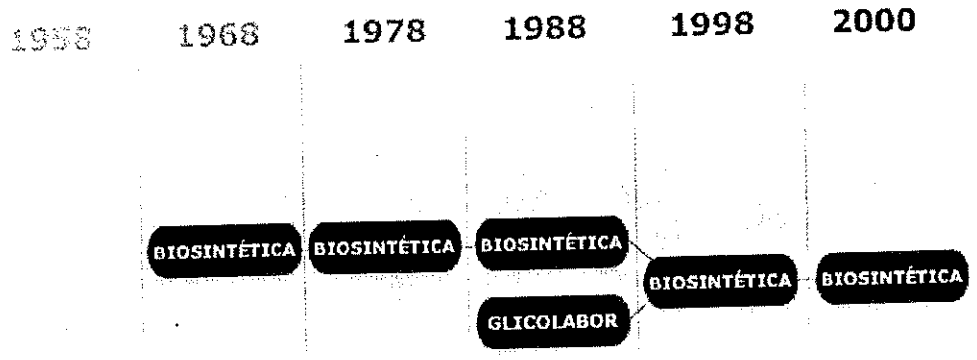 1958 1968 1978 1988 1998 2000
BIOSINTÉTICA BIOSINTÉTICA BIOSINTÉTICA
BIOSINTÉTICA BIOSINTÉTICA
GLICOLABOR